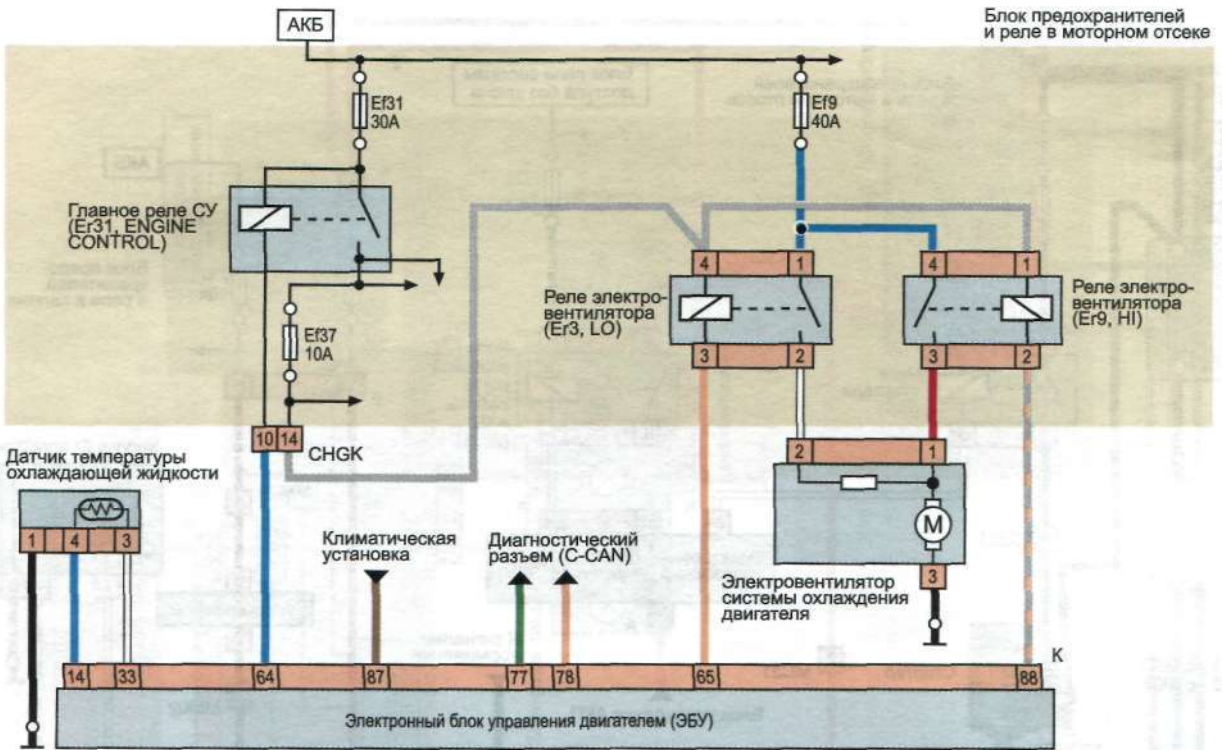 АКБ
Блок предохранителей
и реле в моторном отсеке
Ef31
30А
Ef9
40А
Главное реле СУ
(Er31, ENGINE
CONTROL)
4
1
4
1
Реле электро-
вентилятора
(Er3, LO)
Реле электро-
вентилятора
(Er9, HI)
Ef37
10А
3
2
3
2
10
14
CHGK
2
1
Датчик температуры
охлаждающей жидкости
M
1
4
3
Климатическая
установка
Диагностический
разъем (C-CAN)
3
Электровентилятор
системы охлаждения
двигателя
K
14
33
64
87
77
78
65
88
Электронный блок управления двигателем (ЭБУ)